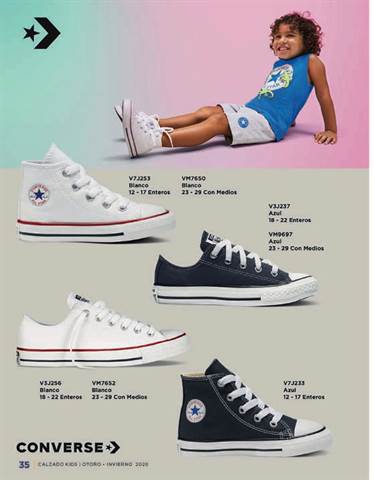 V7J253
Blanco
12 - 17 Enteros
VM7650
Blanco
23 - 29 Con Medios
V3J237
Azul
18 - 22 Enteros
VM9697
Azul
23 - 29 Con Medios
V3J256
Blanco
18 - 22 Enteros
VM7652
Blanco
23 - 29 Con Medios
V7J233
Azul
12 - 17 Enteros
CONVERSE
35 CALZADO KIDS | OTOÑO - INVIERNO 2020